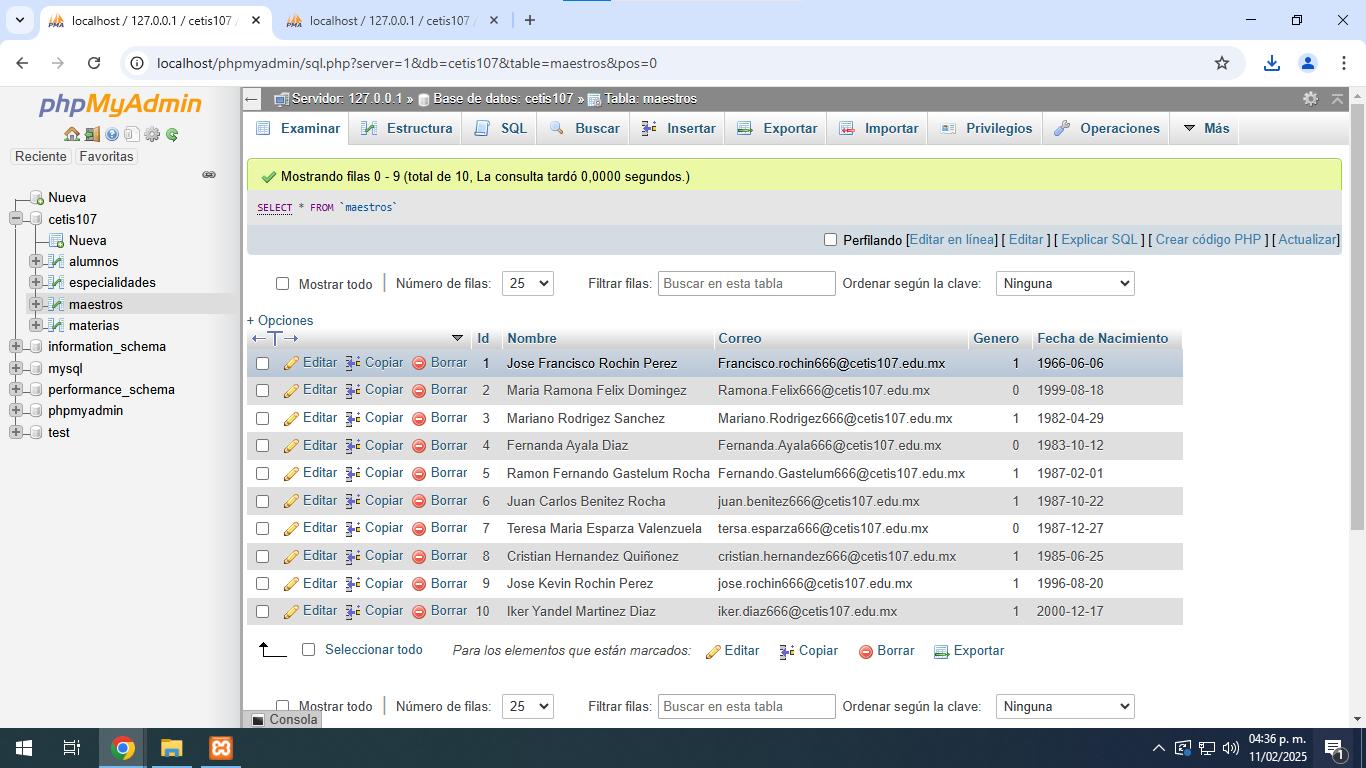 localhost / 127.0.0.1 / cetis107
localhost / 127.0.0.1 / cetis107
localhost/phpmyadmin/sql.php?server=1&db=cetis107&table=maestros&pos=0
phpMyAdmin
Reciente Favoritas
Nueva
cetis107
Nueva
alumnos
especialidades
maestros
materias
information_schema
mysql
performance_schema
phpmyadmin
test
Servidor: 127.0.0.1 » Base de datos: cetis107 » Tabla: maestros
Examinar Estructura SQL Buscar Insertar Exportar Importar Privilegios Operaciones Más
Mostrando filas 0 - 9 (total de 10, La consulta tardó 0,0000 segundos.)
SELECT * FROM `maestros`
Perfilando [Editar en línea] [ Editar ] [ Explicar SQL ] [ Crear código PHP ] [ Actualizar]
Mostrar todo Número de filas: 25 Filtrar filas: Buscar en esta tabla Ordenar según la clave: Ninguna
+ Opciones
←T→ Id Nombre Correo Genero Fecha de Nacimiento
Editar Copiar Borrar 1 Jose Francisco Rochin Perez Francisco.rochin666@cetis107.edu.mx 1 1966-06-06
Editar Copiar Borrar 2 Maria Ramona Felix Domingez Ramona.Felix666@cetis107.edu.mx 0 1999-08-18
Editar Copiar Borrar 3 Mariano Rodrigez Sanchez Mariano.Rodrigez666@cetis107.edu.mx 1 1982-04-29
Editar Copiar Borrar 4 Fernanda Ayala Diaz Fernanda.Ayala666@cetis107.edu.mx 0 1983-10-12
Editar Copiar Borrar 5 Ramon Fernando Gastelum Rocha Fernando.Gastelum666@cetis107.edu.mx 1 1987-02-01
Editar Copiar Borrar 6 Juan Carlos Benitez Rocha juan.benitez666@cetis107.edu.mx 1 1987-10-22
Editar Copiar Borrar 7 Teresa Maria Esparza Valenzuela tersa.esparza666@cetis107.edu.mx 0 1987-12-27
Editar Copiar Borrar 8 Cristian Hernandez Quiñonez cristian.hernandez666@cetis107.edu.mx 1 1985-06-25
Editar Copiar Borrar 9 Jose Kevin Rochin Perez jose.rochin666@cetis107.edu.mx 1 1996-08-20
Editar Copiar Borrar 10 Iker Yandel Martinez Diaz iker.diaz666@cetis107.edu.mx 1 2000-12-17
Seleccionar todo Para los elementos que están marcados: Editar Copiar Borrar Exportar
Mostrar todo Número de filas: 25 Filtrar filas: Buscar en esta tabla Ordenar según la clave: Ninguna
Consola
04:36 p. m.
11/02/2025
1